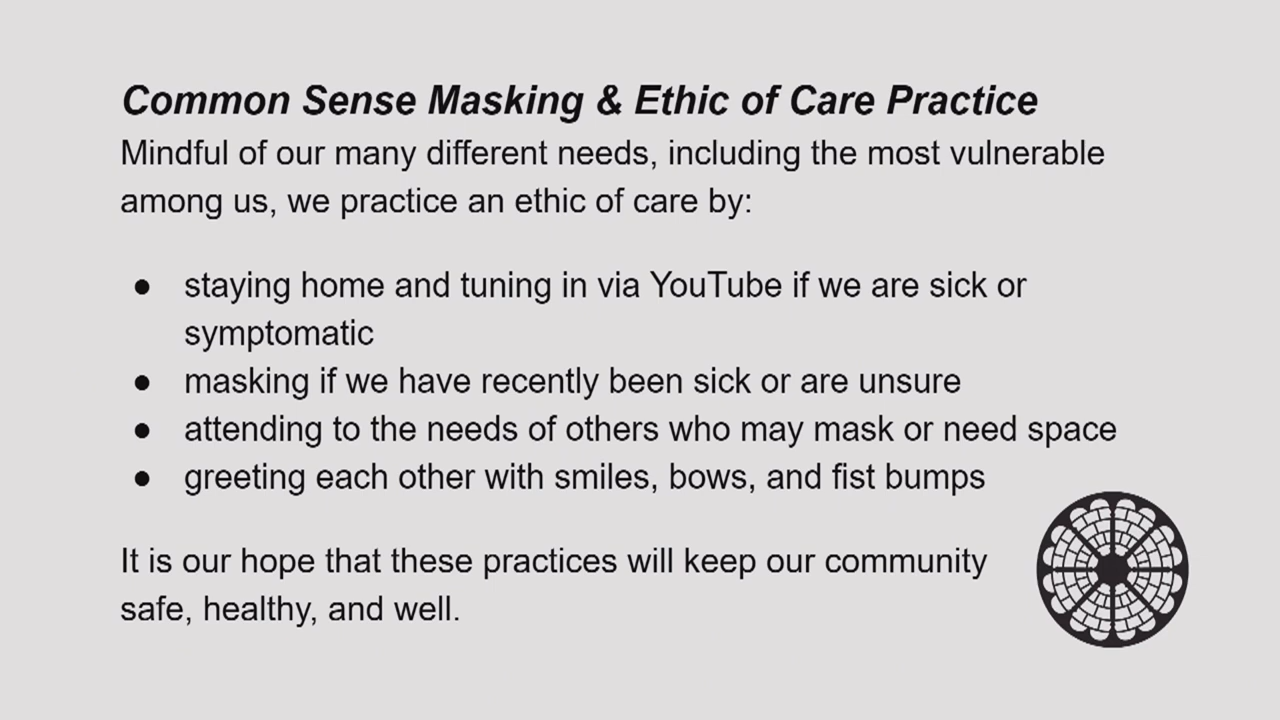 Common Sense Masking & Ethic of Care Practice
Mindful of our many different needs, including the most vulnerable
among us, we practice an ethic of care by:
● staying home and tuning in via YouTube if we are sick or
symptomatic
● masking if we have recently been sick or are unsure
● attending to the needs of others who may mask or need space
● greeting each other with smiles, bows, and fist bumps
It is our hope that these practices will keep our community
safe, healthy, and well.